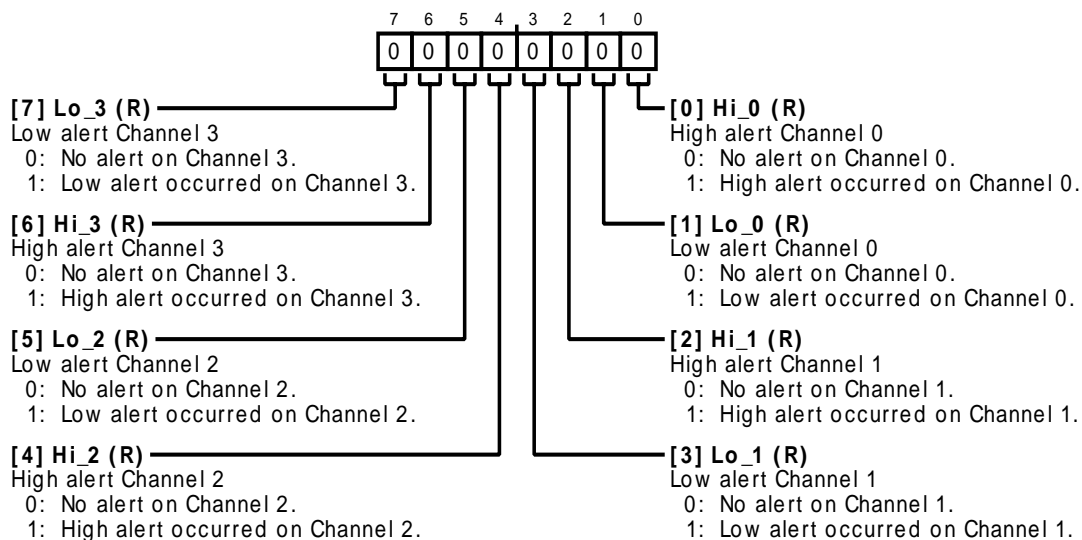 7 6 5 4 3 2 1 0
0 0 0 0 0 0 0 0
[7] Lo_3 (R)
Low alert Channel 3
0: No alert on Channel 3.
1: Low alert occurred on Channel 3.
[6] Hi_3 (R)
High alert Channel 3
0: No alert on Channel 3.
1: High alert occurred on Channel 3.
[5] Lo_2 (R)
Low alert Channel 2
0: No alert on Channel 2.
1: Low alert occurred on Channel 2.
[4] Hi_2 (R)
High alert Channel 2
0: No alert on Channel 2.
1: High alert occurred on Channel 2.
[0] Hi_0 (R)
High alert Channel 0
0: No alert on Channel 0.
1: High alert occurred on Channel 0.
[1] Lo_0 (R)
Low alert Channel 0
0: No alert on Channel 0.
1: Low alert occurred on Channel 0.
[2] Hi_1 (R)
High alert Channel 1
0: No alert on Channel 1.
1: High alert occurred on Channel 1.
[3] Lo_1 (R)
Low alert Channel 1
0: No alert on Channel 1.
1: Low alert occurred on Channel 1.